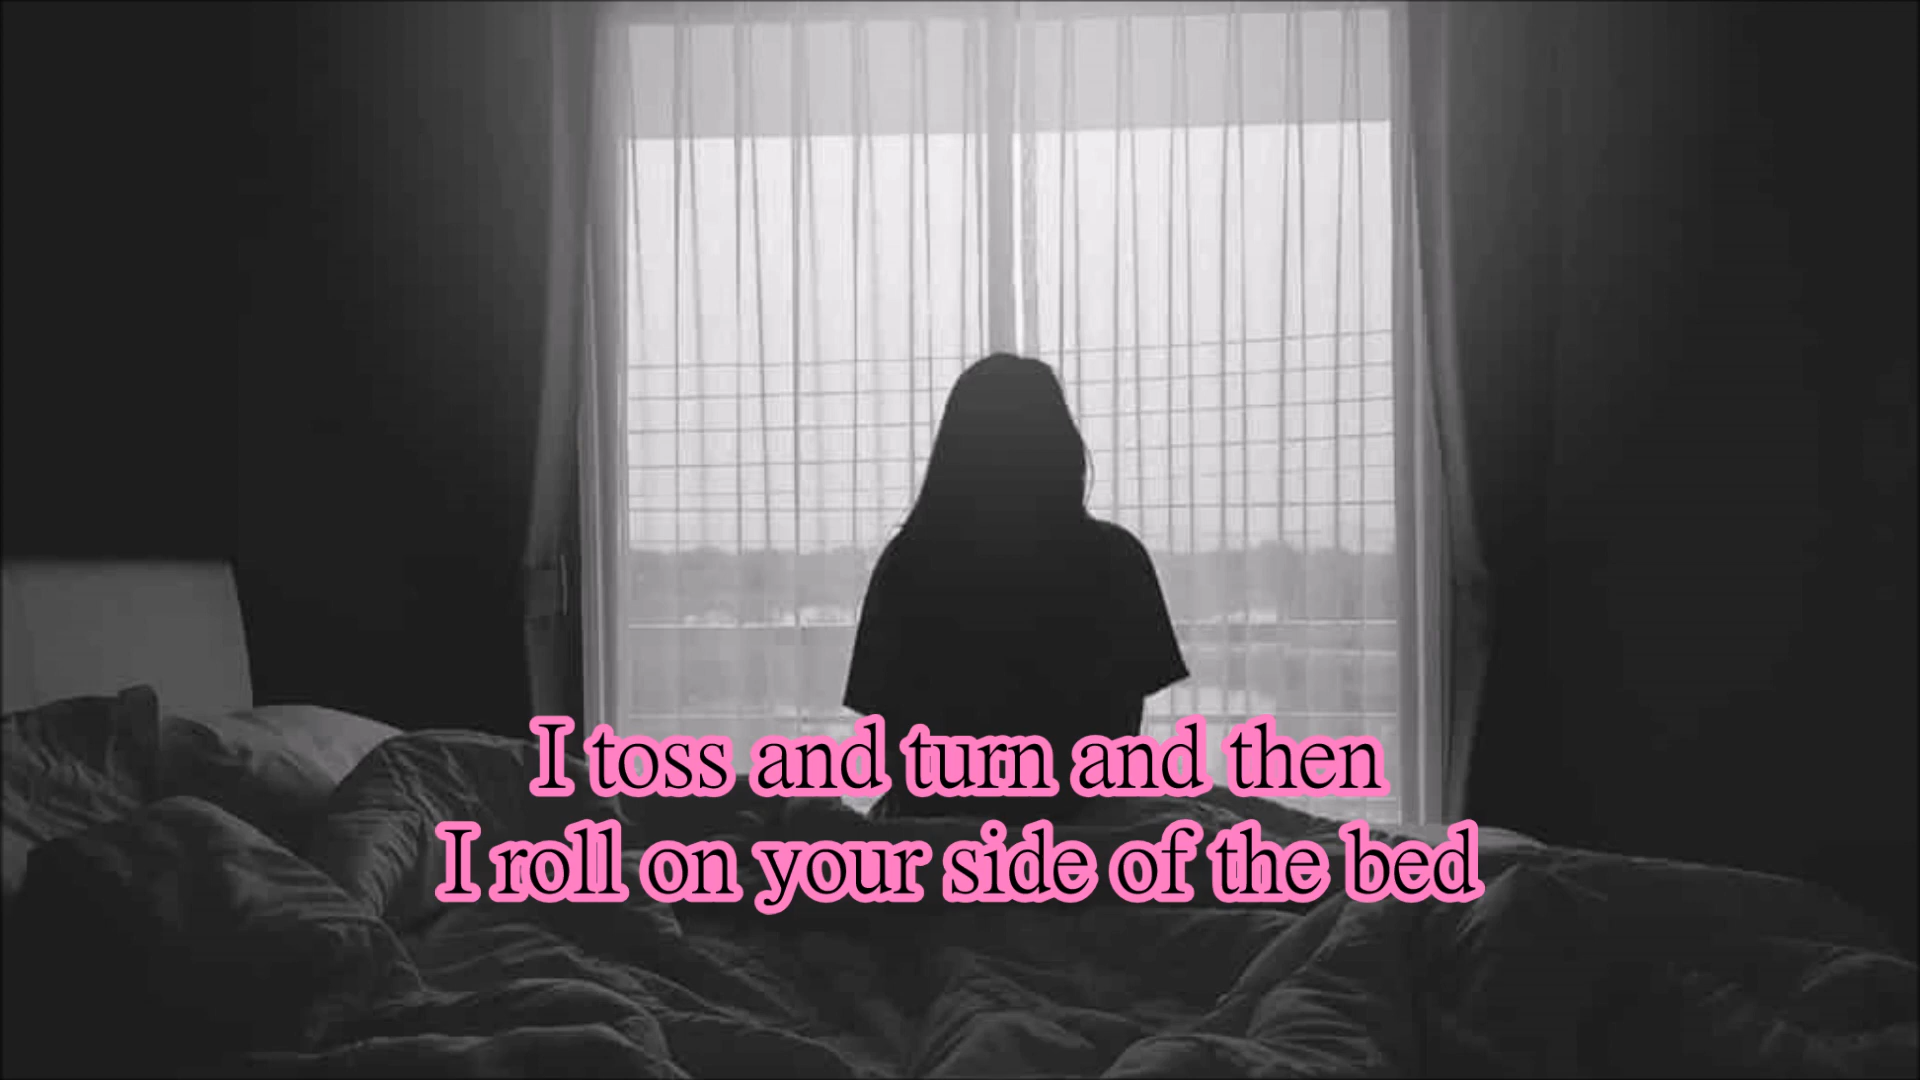 I toss and turn and then
I roll on your side of the bed